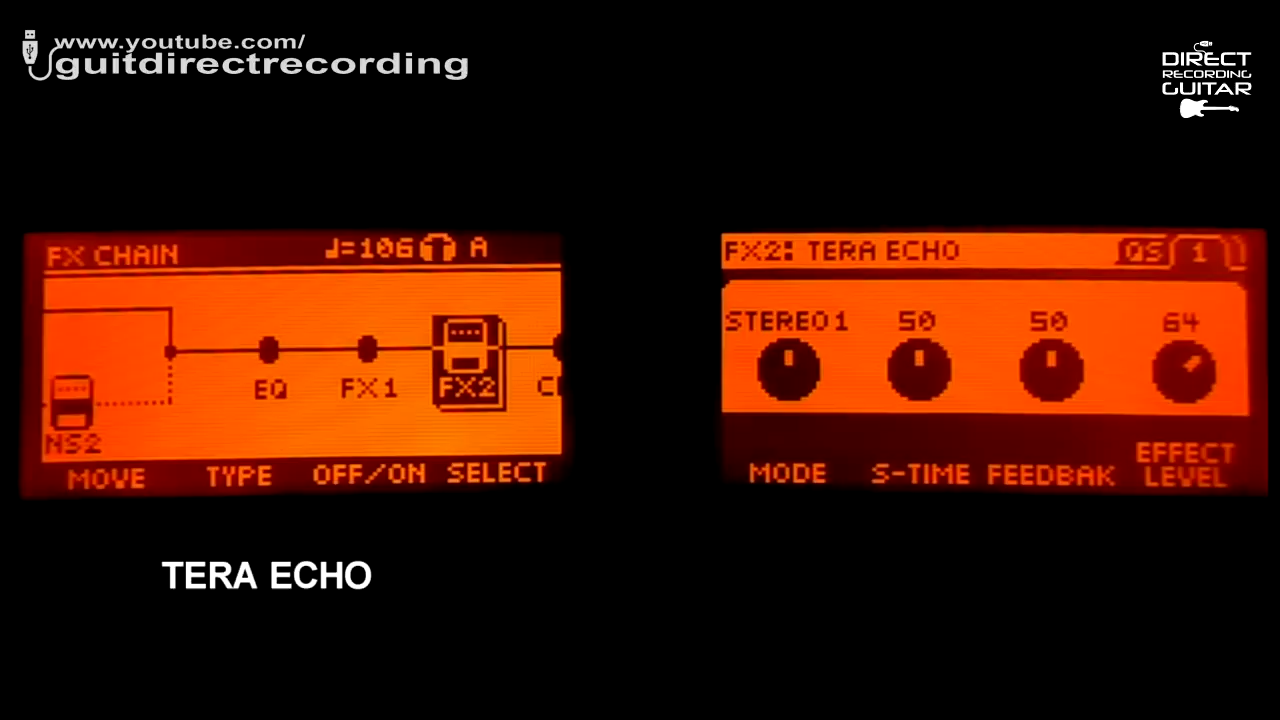 www.youtube.com/
guitdirectrecording
DIRECT
RECORDING
GUITAR
FX CHAIN ♩=106 A
EQ FX1 FX2
NS2
MOVE TYPE OFF/ON SELECT
FX2: TERA ECHO QS 1
STEREO1 50 50 64
MODE S-TIME FEEDBAK EFFECT LEVEL
TERA ECHO